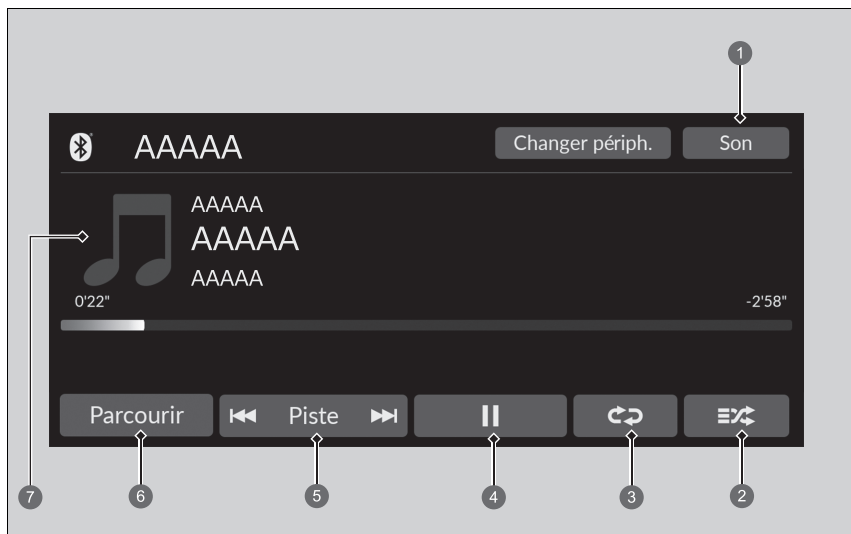 1
AAAAA
Changer périph.
Son
AAAAA
AAAAA
AAAAA
7
0'22"
-2'58"
Parcourir
Piste
6
5
4
3
2